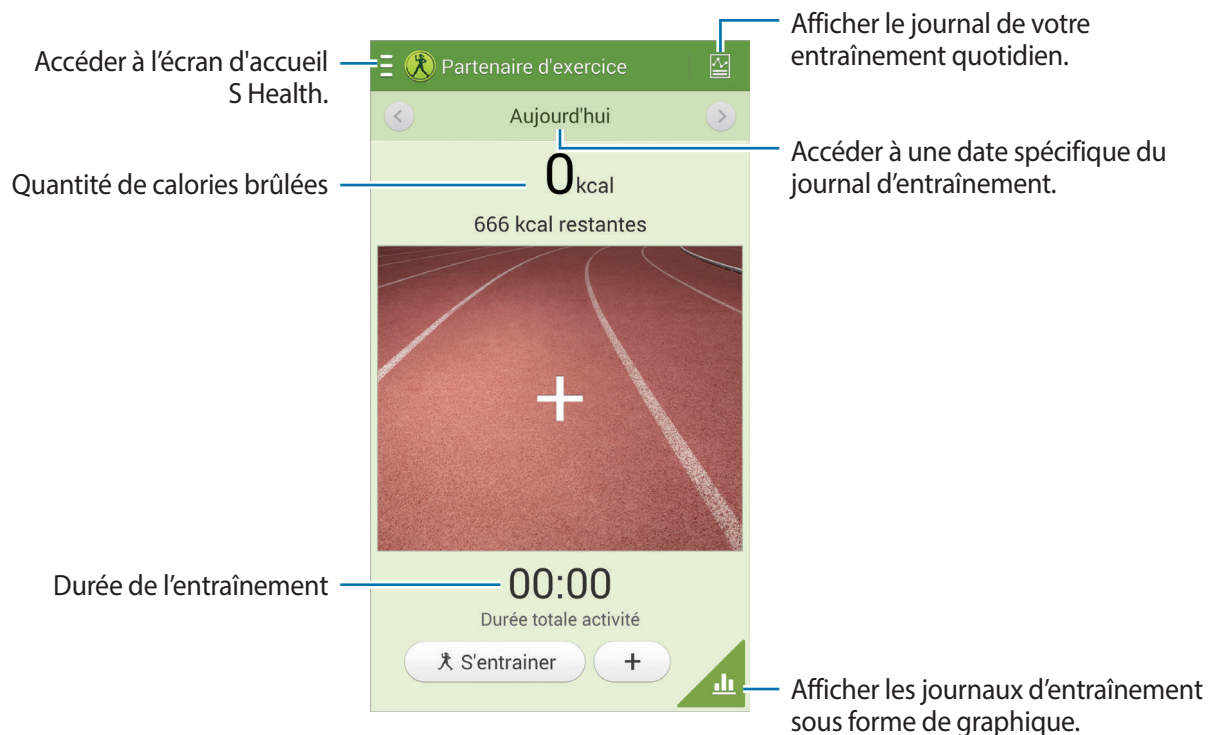 Afficher le journal de votre
entraînement quotidien.
Accéder à l'écran d'accueil
S Health.
Partenaire d'exercice
Aujourd'hui
Accéder à une date spécifique du
journal d'entraînement.
Quantité de calories brûlées
0 kcal
666 kcal restantes
Durée de l'entraînement
00:00
Durée totale activité
S'entrainer
+
Afficher les journaux d'entraînement
sous forme de graphique.